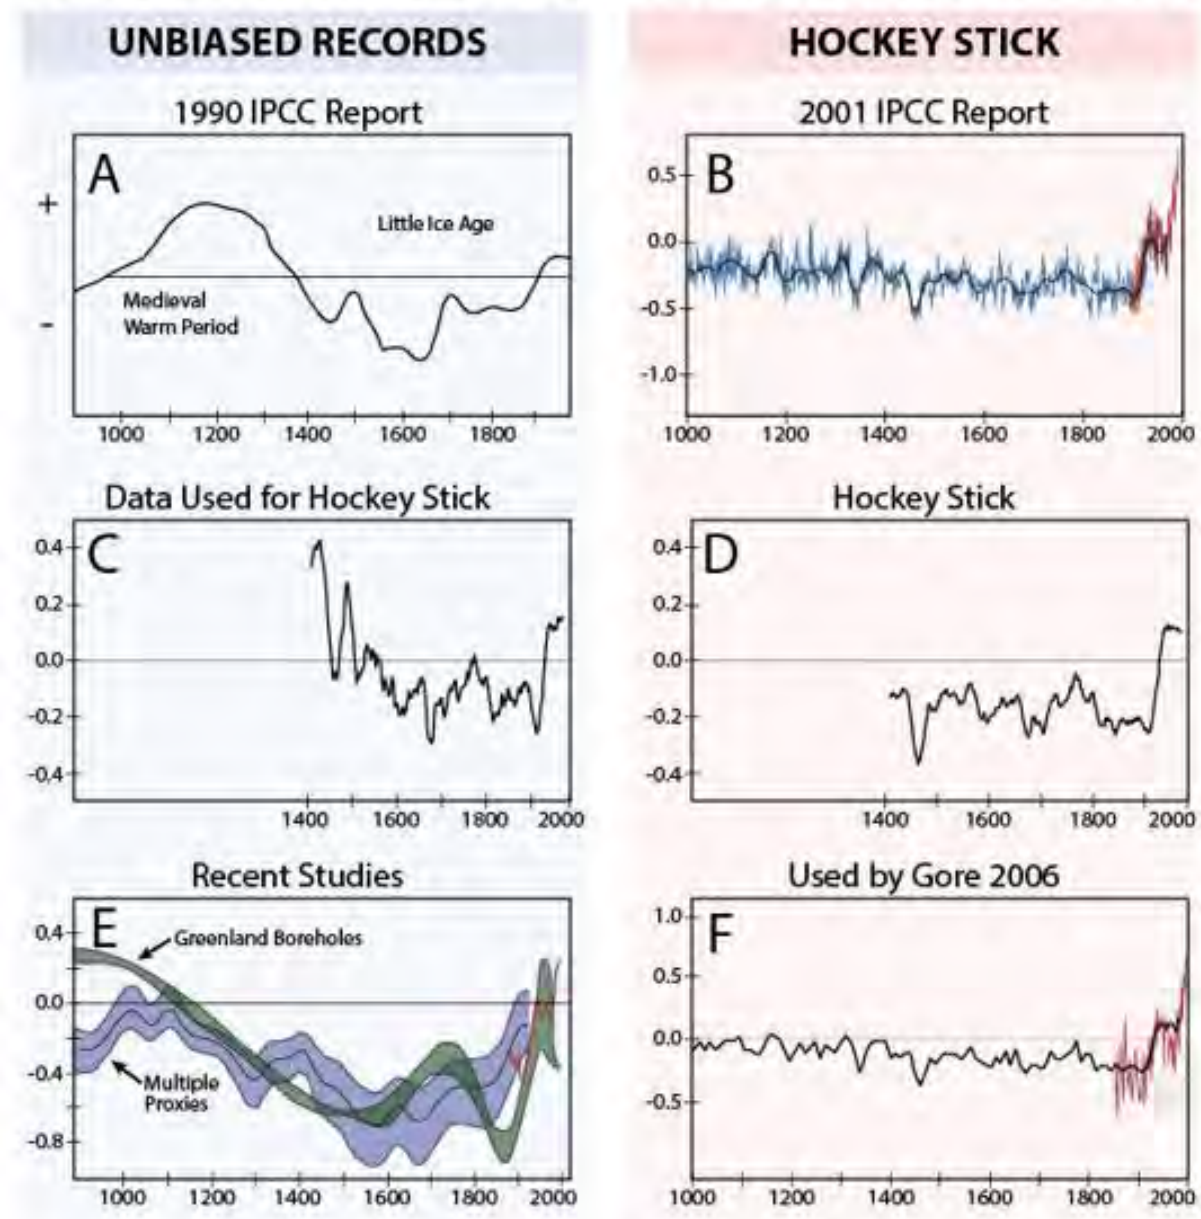 UNBIASED RECORDS
HOCKEY STICK
1990 IPCC Report
A
+
-
Little Ice Age
Medieval
Warm Period
1000 1200 1400 1600 1800
2001 IPCC Report
B
0.5
0.0
-0.5
-1.0
1000 1200 1400 1600 1800 2000
Data Used for Hockey Stick
C
0.4
0.2
0.0
-0.2
-0.4
1400 1600 1800 2000
Hockey Stick
D
0.4
0.2
0.0
-0.2
-0.4
1400 1600 1800 2000
Recent Studies
E
0.4
0.0
-0.4
-0.8
Greenland Boreholes
Multiple
Proxies
1000 1200 1400 1600 1800 2000
Used by Gore 2006
F
1.0
0.5
0.0
-0.5
1000 1200 1400 1600 1800 2000